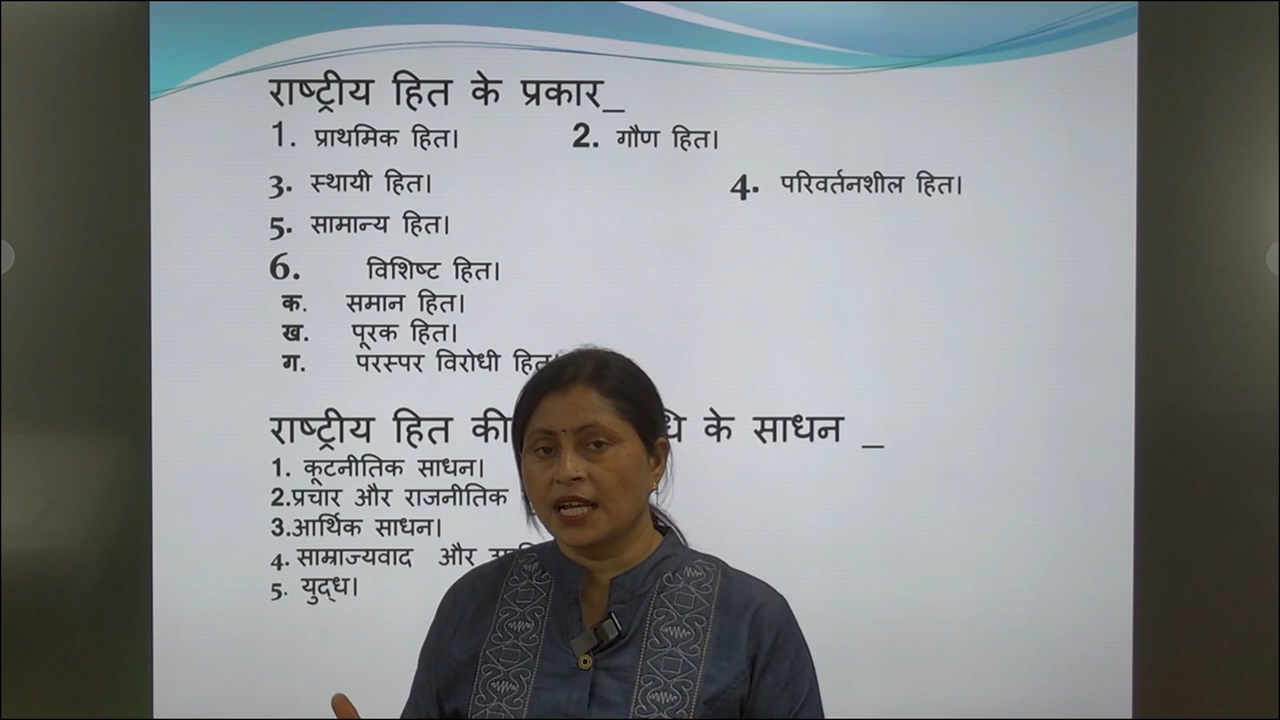 राष्ट्रीय हित के प्रकार_
1. प्राथमिक हित। 2. गौण हित।
3. स्थायी हित। 4. परिवर्तनशील हित।
5. सामान्य हित।
6. विशिष्ट हित।
क. समान हित।
ख. पूरक हित।
ग. परस्पर विरोधी हित।
राष्ट्रीय हित की के साधन _
1. कूटनीतिक साधन।
2.प्रचार और राजनीतिक
3.आर्थिक साधन।
4. साम्राज्यवाद और
5. युद्ध।